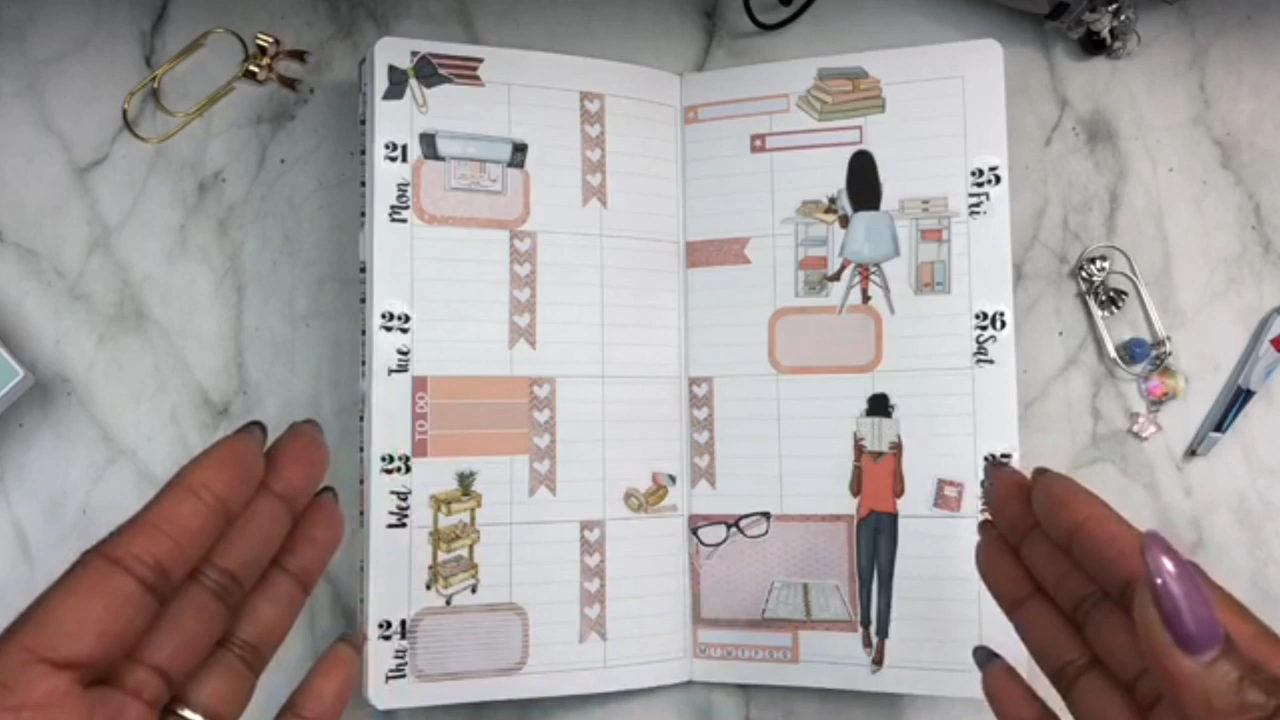 21
Mon
22
Tue
TO DO
23
Wed
24
Thu
25
Fri
26
Sat
M T W T F S S